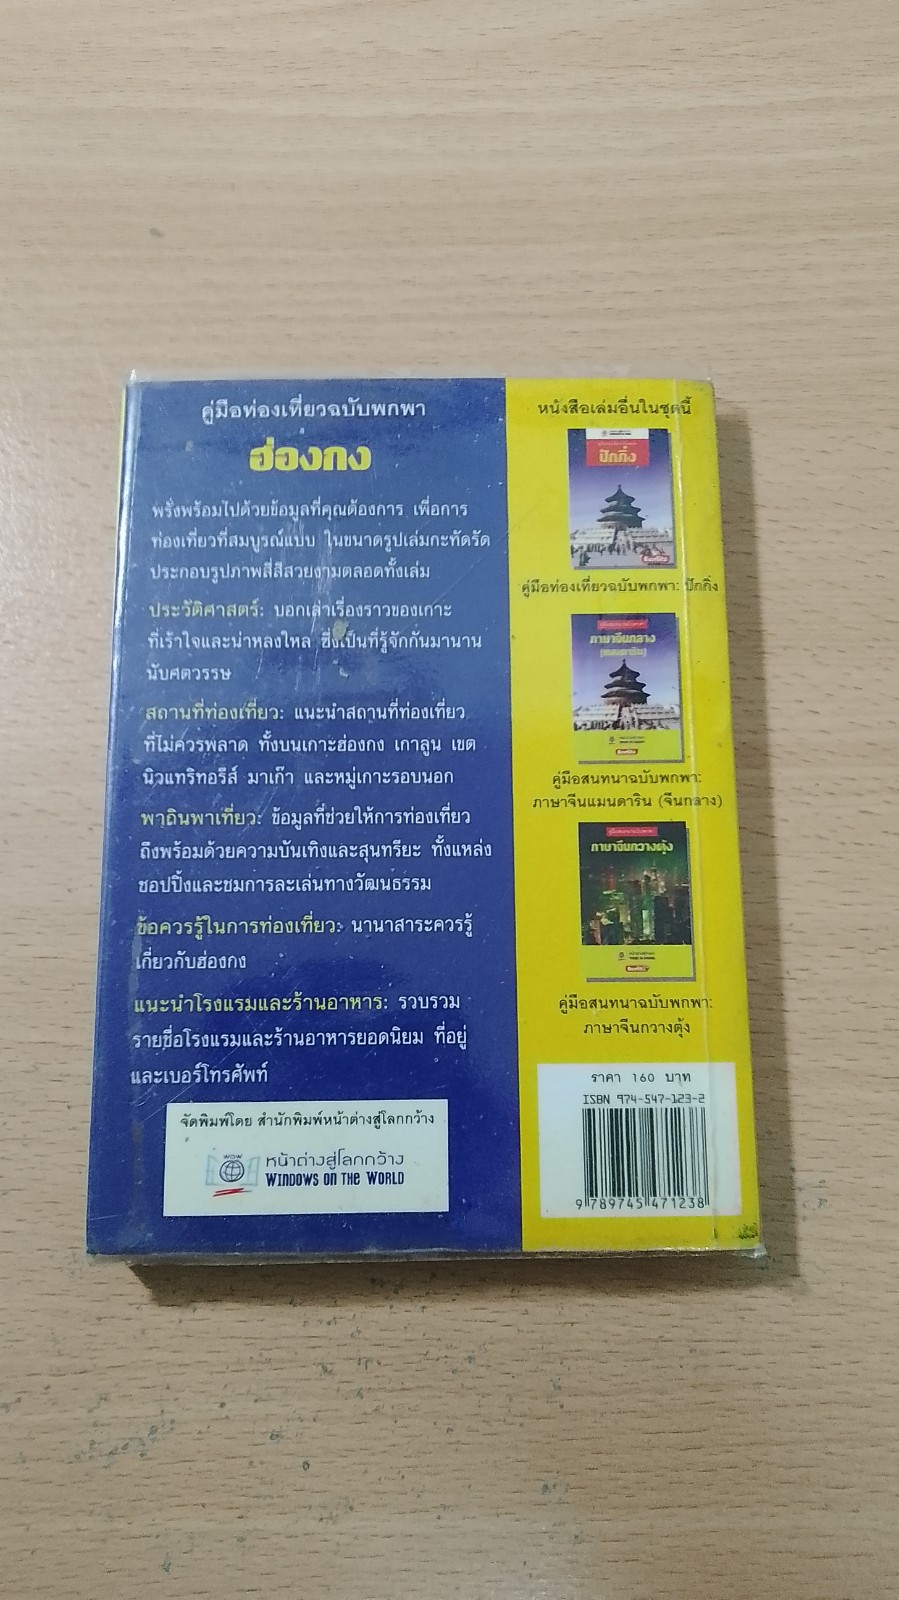 คู่มือท่องเที่ยวฉบับพกพา
ฮ่องกง
พรั่งพร้อมไปด้วยข้อมูลที่คุณต้องการ เพื่อการ
ท่องเที่ยวที่สมบูรณ์แบบ ในขนาดรูปเล่มกะทัดรัด
ประกอบรูปภาพสี่สีสวยงามตลอดทั้งเล่ม
ประวัติศาสตร์: บอกเล่าเรื่องราวของเกาะ
ที่เร้าใจและน่าหลงใหล ซึ่งเป็นที่รู้จักกันมานาน
นับศตวรรษ
สถานที่ท่องเที่ยว: แนะนำสถานที่ท่องเที่ยว
ที่ไม่ควรพลาด ทั้งบนเกาะฮ่องกง เกาลูน เขต
นิวแทริทอรีส์ มาเก๊า และหมู่เกาะรอบนอก
พาถิ่นพาเที่ยว: ข้อมูลที่ช่วยให้การท่องเที่ยว
ถึงพร้อมด้วยความบันเทิงและสุนทรียะ ทั้งแหล่ง
ชอปปิ้งและชมการละเล่นทางวัฒนธรรม
ข้อควรรู้ในการท่องเที่ยว: นานาสาระควรรู้
เกี่ยวกับฮ่องกง
แนะนำโรงแรมและร้านอาหาร: รวบรวม
รายชื่อโรงแรมและร้านอาหารยอดนิยม ที่อยู่
และเบอร์โทรศัพท์
จัดพิมพ์โดย สำนักพิมพ์หน้าต่างสู่โลกกว้าง
WOW
หน้าต่างสู่โลกกว้าง
WINDOWS ON THE WORLD
หนังสือเล่มอื่นในชุดนี้
ปักกิ่ง
คู่มือท่องเที่ยวฉบับพกพา: ปักกิ่ง
ภาษาจีนกลาง
(แมนดาริน)
คู่มือสนทนาฉบับพกพา:
ภาษาจีนแมนดาริน (จีนกลาง)
ภาษาจีนกวางตุ้ง
คู่มือสนทนาฉบับพกพา:
ภาษาจีนกวางตุ้ง
ราคา 160 บาท
ISBN 974-547-123-2
9 789745 471238